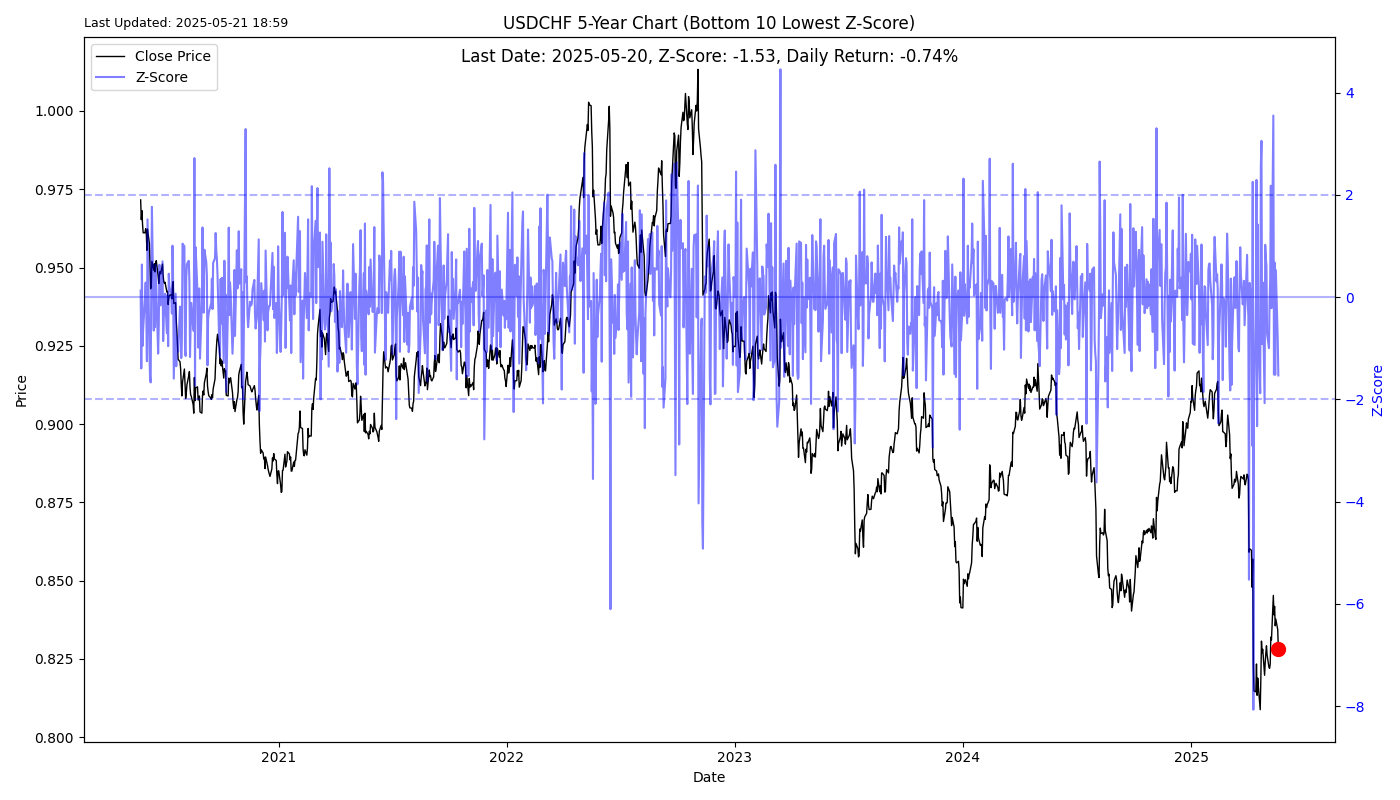 Last Updated: 2025-05-21 18:59
USDCHF 5-Year Chart (Bottom 10 Lowest Z-Score)
Last Date: 2025-05-20, Z-Score: -1.53, Daily Return: -0.74%
Close Price
Z-Score
Price
1.000
0.975
0.950
0.925
0.900
0.875
0.850
0.825
0.800
4
2
0
−2
−4
−6
−8
Z-Score
2021
2022
2023
2024
2025
Date